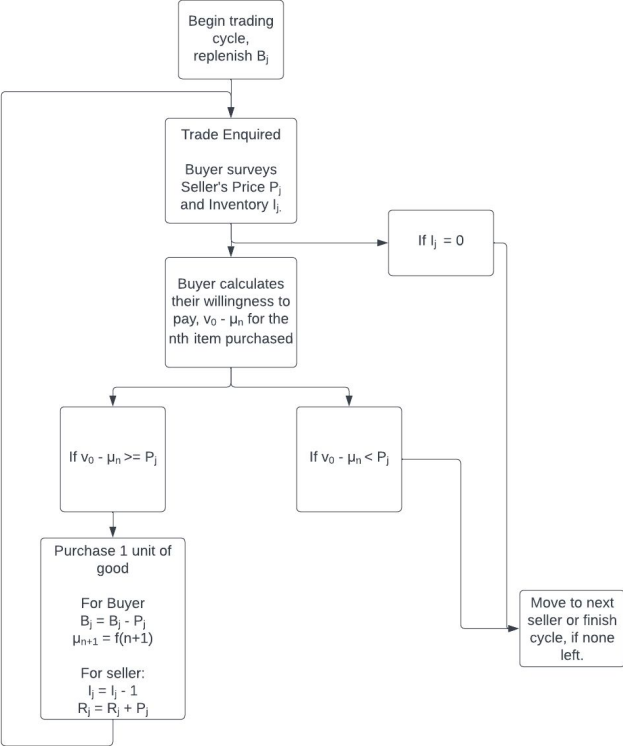 Begin trading
cycle,
replenish Bj
Trade Enquired
Buyer surveys
Seller's Price Pj
and Inventory Ij.
If Ij = 0
Buyer calculates
their willingness to
pay, v0 - μn for the
nth item purchased
If v0 - μn >= Pj
If v0 - μn < Pj
Purchase 1 unit of
good
For Buyer
Bj = Bj - Pj
μn+1 = f(n+1)
For seller:
Ij = Ij - 1
Rj = Rj + Pj
Move to next
seller or finish
cycle, if none
left.